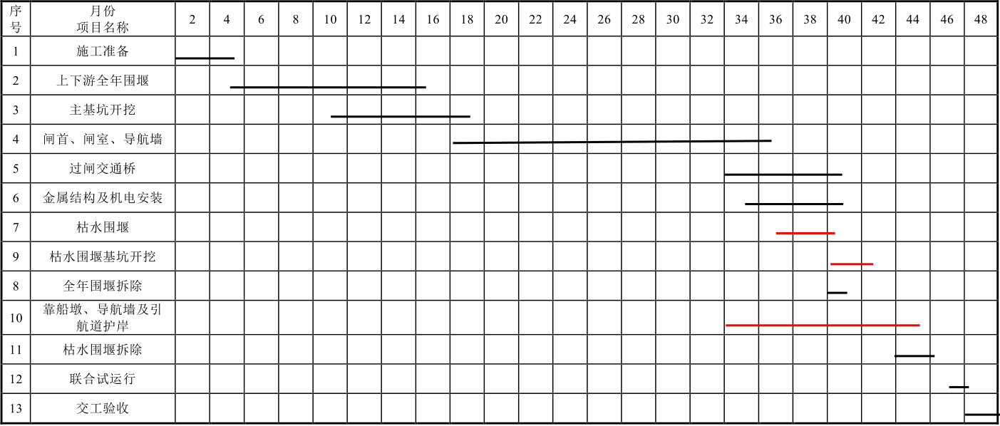 序号 月份 项目名称 2 4 6 8 10 12 14 16 18 20 22 24 26 28 30 32 34 36 38 40 42 44 46 48
1 施工准备
2 上下游全年围堰
3 主基坑开挖
4 闸首、闸室、导航墙
5 过闸交通桥
6 金属结构及机电安装
7 枯水围堰
9 枯水围堰基坑开挖
8 全年围堰拆除
10 靠船墩、导航墙及引
航道护岸
11 枯水围堰拆除
12 联合试运行
13 交工验收